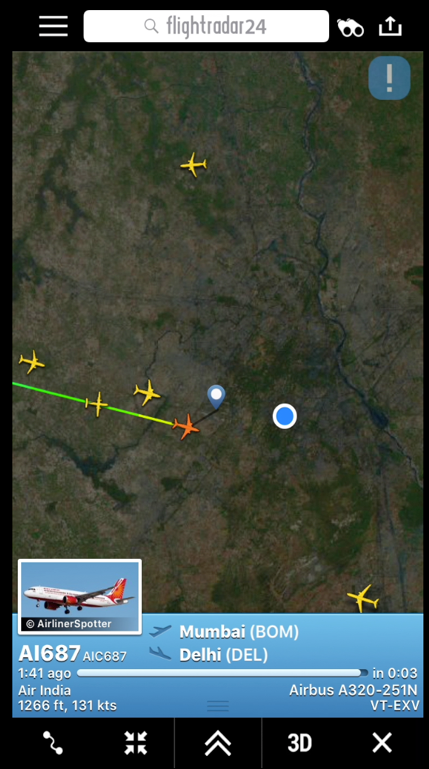 flightradar24
!
© AirlinerSpotter
Mumbai (BOM)
AI687 AIC687
Delhi (DEL)
1:41 ago
in 0:03
Air India
Airbus A320-251N
1266 ft, 131 kts
VT-EXV
3D